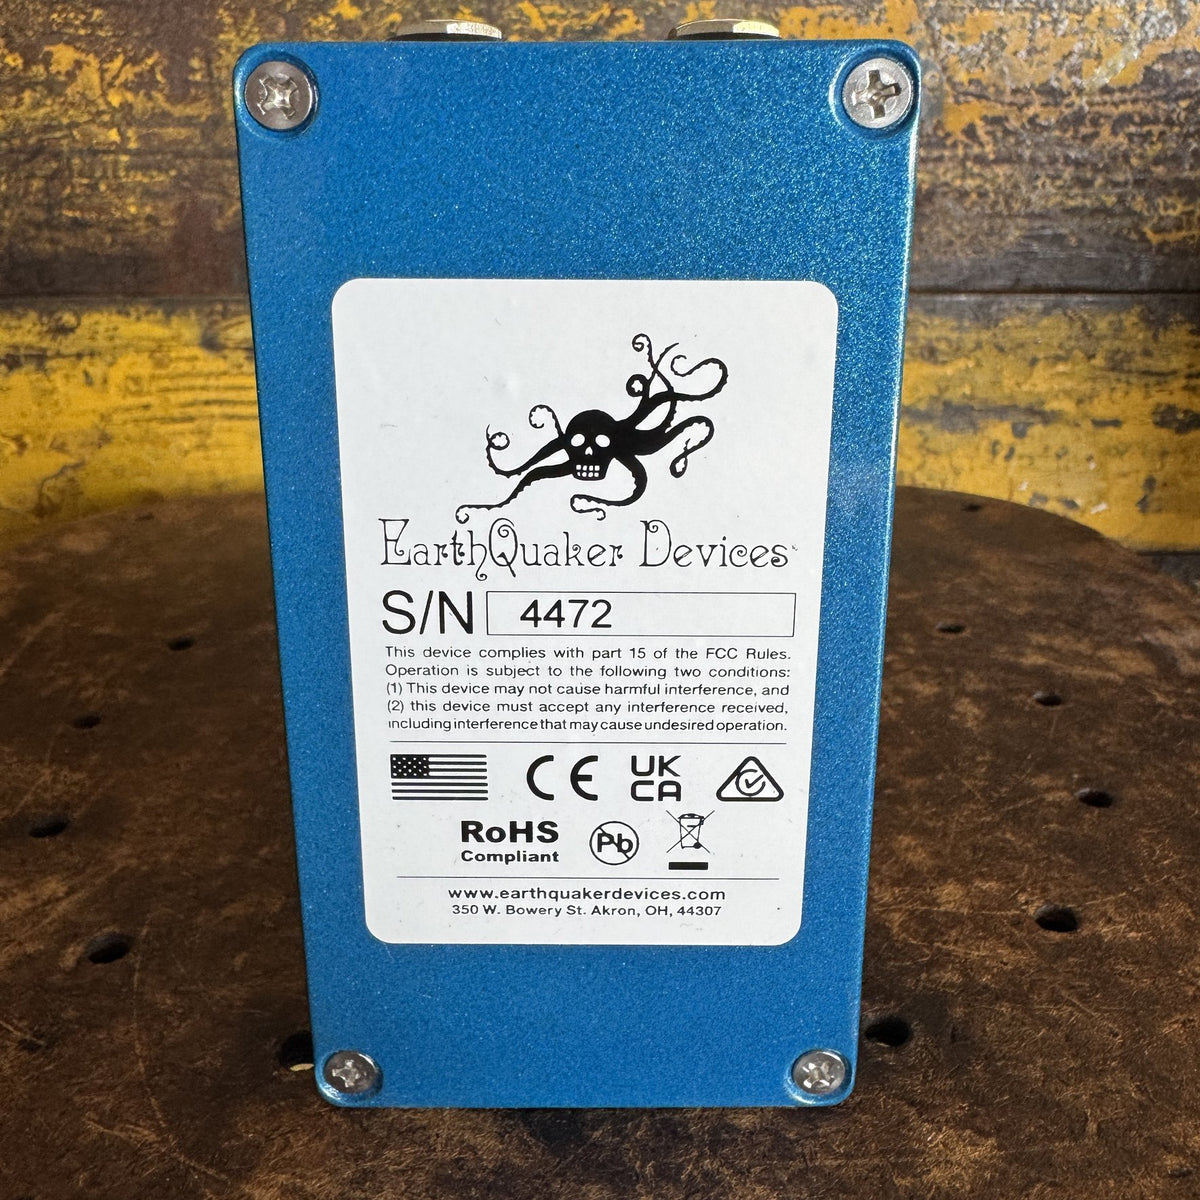 EarthQuaker Devices
S/N 4472
This device complies with part 15 of the FCC Rules.
Operation is subject to the following two conditions:
(1) This device may not cause harmful interference, and
(2) this device must accept any interference received,
including interference that may cause undesired operation.
CE UK
CA
RoHS
Compliant
Pb
www.earthquakerdevices.com
350 W. Bowery St. Akron, OH, 44307